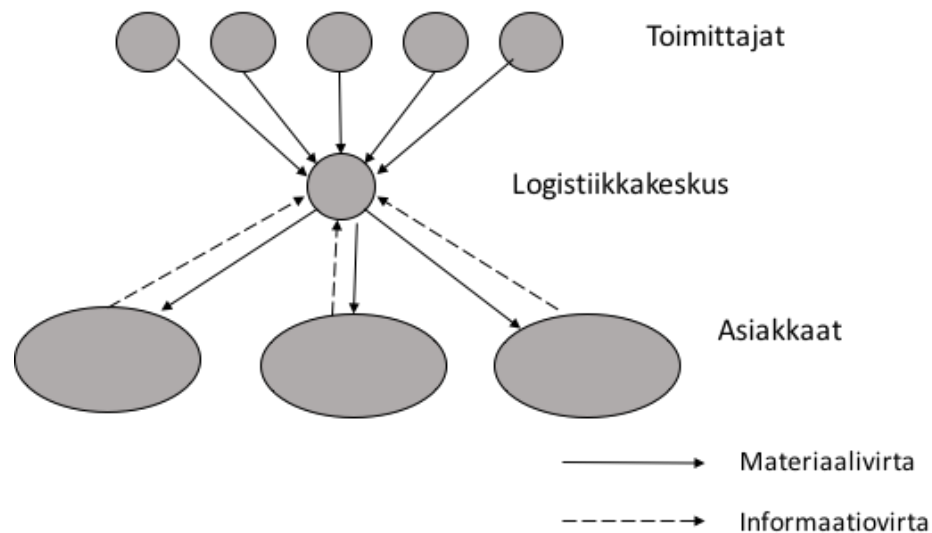 Toimittajat
Logistiikkakeskus
Asiakkaat
Materiaalivirta
Informaatiovirta